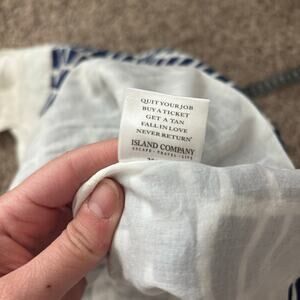 QUIT YOUR JOB
BUY A TICKET
GET A TAN
FALL IN LOVE
NEVER RETURN®
ISLAND COMPANY
ESCAPE · TRAVEL · LIVE